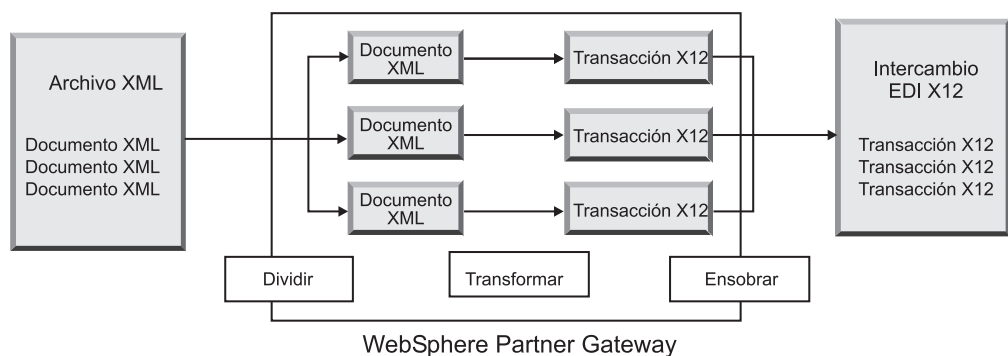 Archivo XML
Documento XML
Documento XML
Documento XML
Documento
XML
Transacción X12
Documento
XML
Transacción X12
Documento
XML
Transacción X12
Intercambio
EDI X12
Transacción X12
Transacción X12
Transacción X12
Dividir
Transformar
Ensobrar
WebSphere Partner Gateway